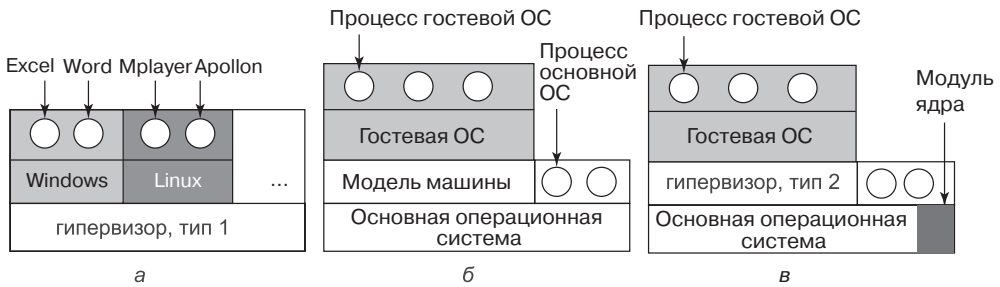 Excel Word Mplayer Apollon
Windows
Linux
...
гипервизор, тип 1
а
Процесс гостевой ОС
Процесс
основной
ОС
Гостевая ОС
Модель машины
Основная операционная
система
б
Процесс гостевой ОС
Модуль
ядра
Гостевая ОС
гипервизор, тип 2
Основная операционная
система
в